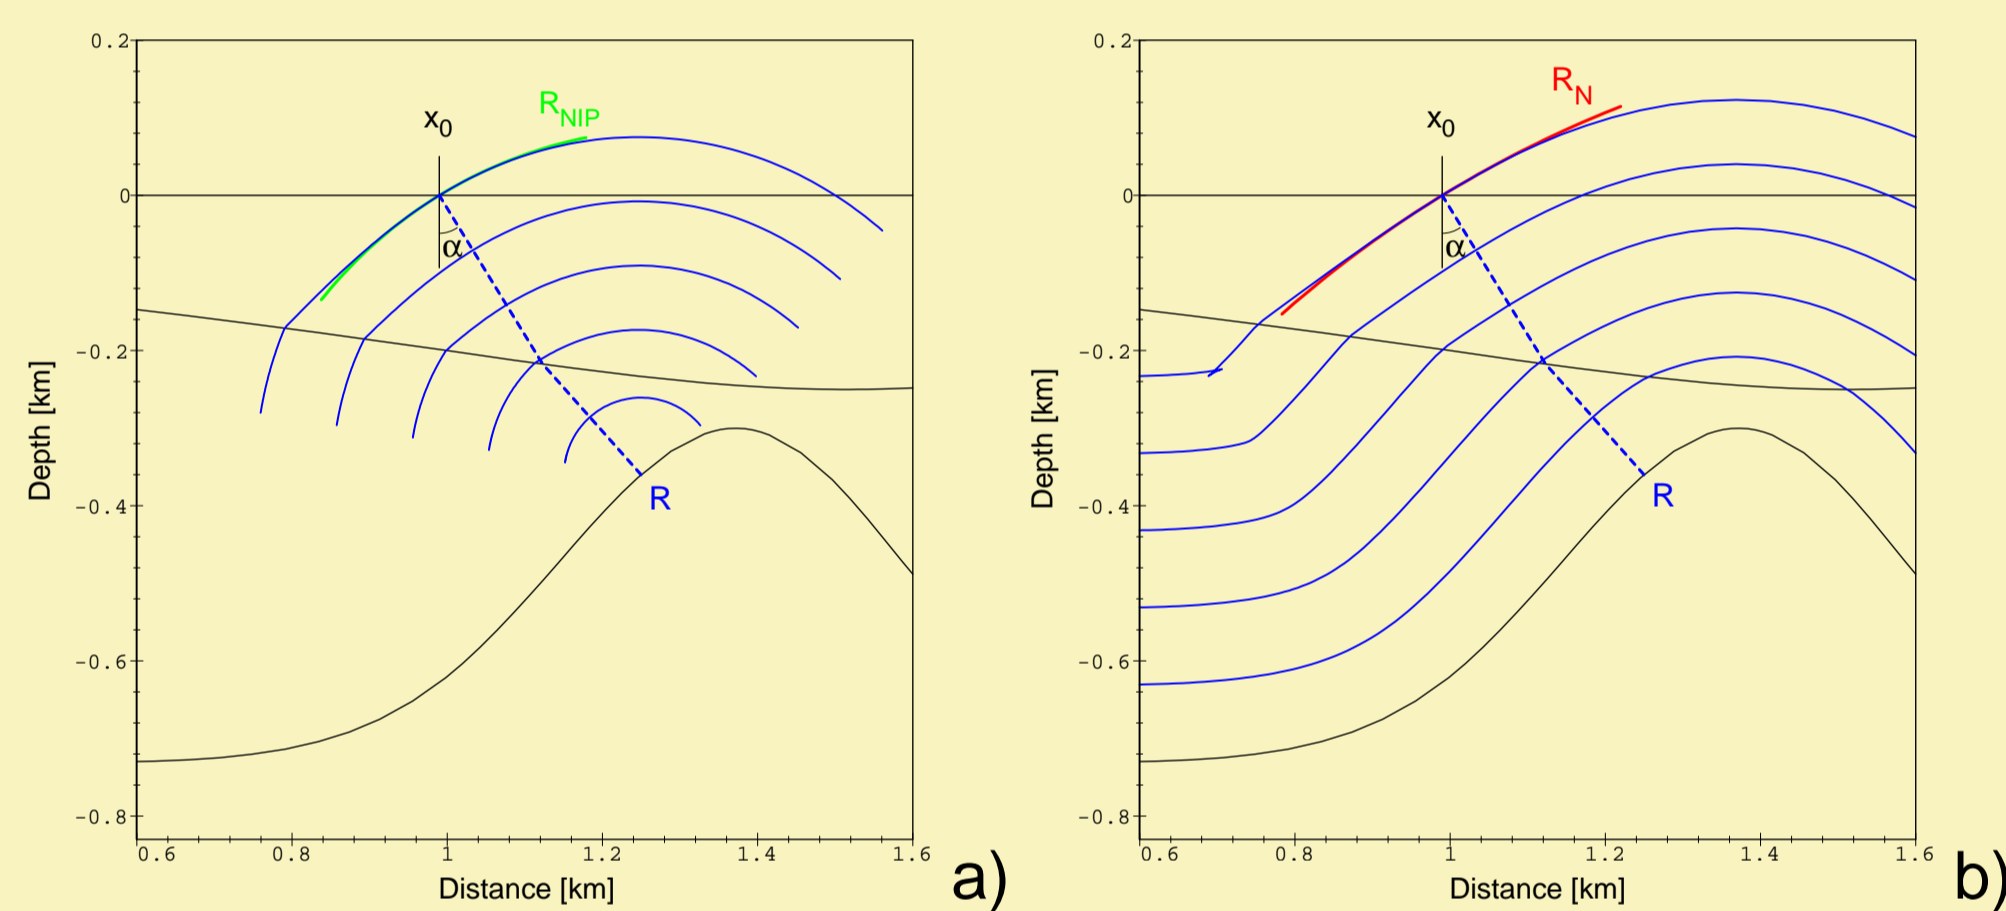 0.2
0
-0.2
-0.4
-0.6
-0.8
Depth [km]
x0
RNIP
α
R
0.6 0.8 1 1.2 1.4 1.6
Distance [km]
a)
0.2
0
-0.2
-0.4
-0.6
-0.8
Depth [km]
x0
RN
α
R
0.6 0.8 1 1.2 1.4 1.6
Distance [km]
b)